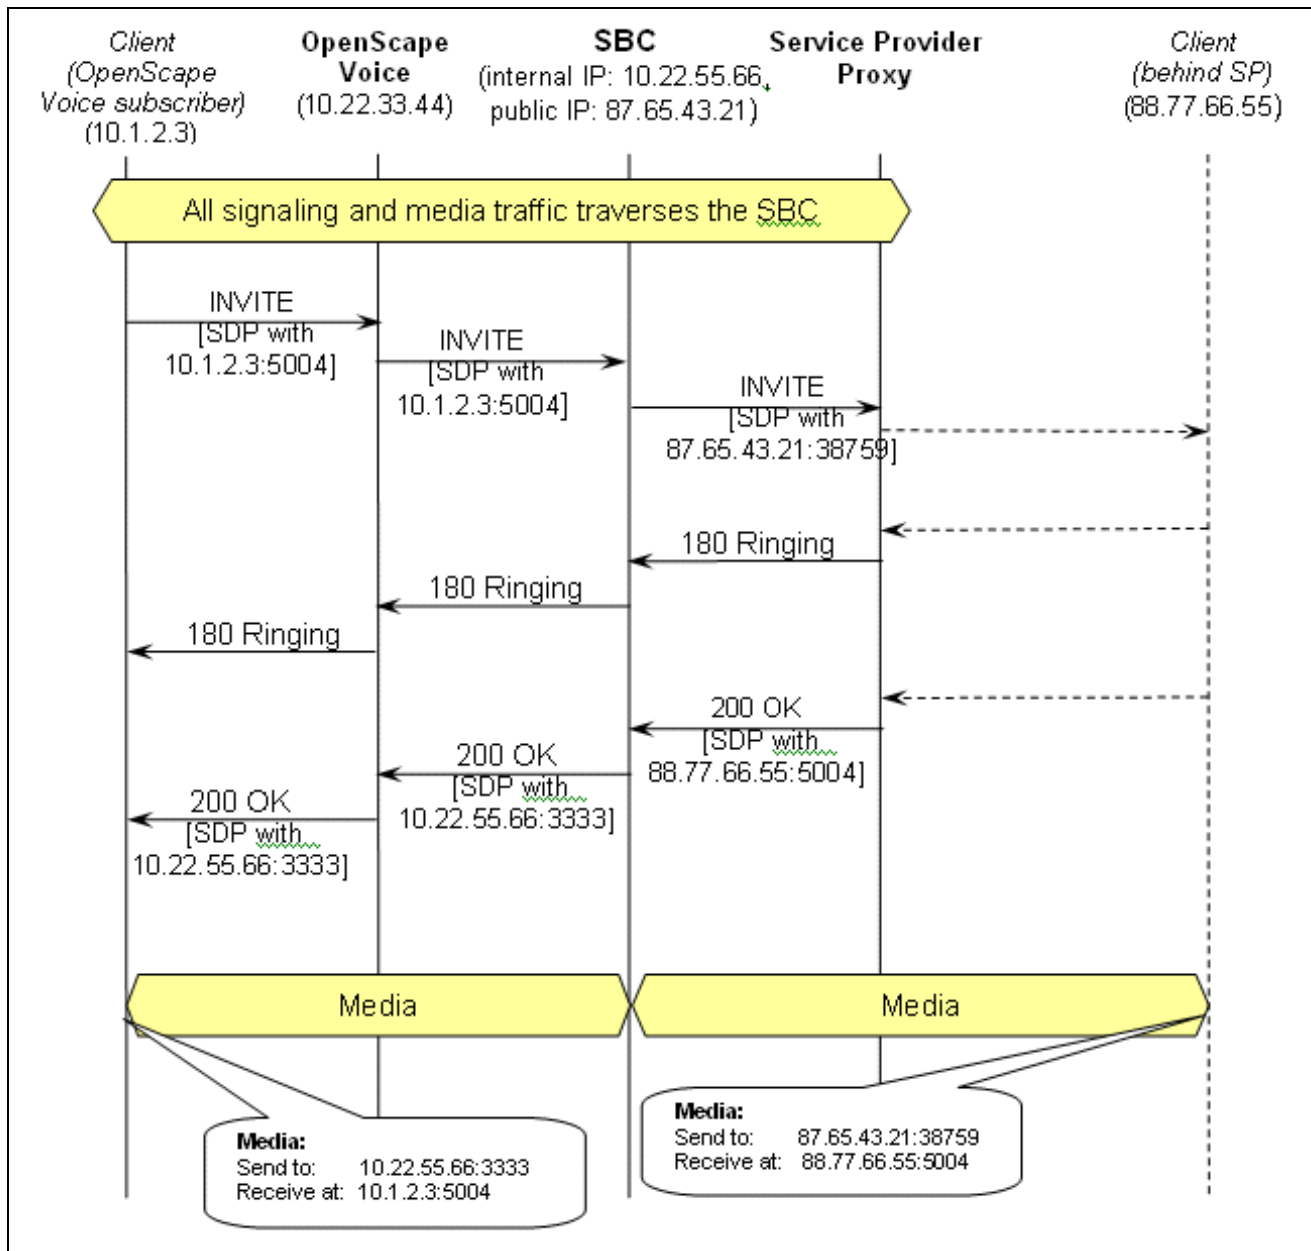 Client
(OpenScape
Voice subscriber)
(10.1.2.3)
OpenScape
Voice
(10.22.33.44)
SBC
(internal IP: 10.22.55.66,
public IP: 87.65.43.21)
Service Provider
Proxy
Client
(behind SP)
(88.77.66.55)
All signaling and media traffic traverses the SBC
INVITE
[SDP with
10.1.2.3:5004]
INVITE
[SDP with
10.1.2.3:5004]
INVITE
[SDP with
87.65.43.21:38759]
180 Ringing
180 Ringing
180 Ringing
200 OK
[SDP with
88.77.66.55:5004]
200 OK
[SDP with
10.22.55.66:3333]
200 OK
[SDP with
10.22.55.66:3333]
Media
Media
Media:
Send to: 10.22.55.66:3333
Receive at: 10.1.2.3:5004
Media:
Send to: 87.65.43.21:38759
Receive at: 88.77.66.55:5004